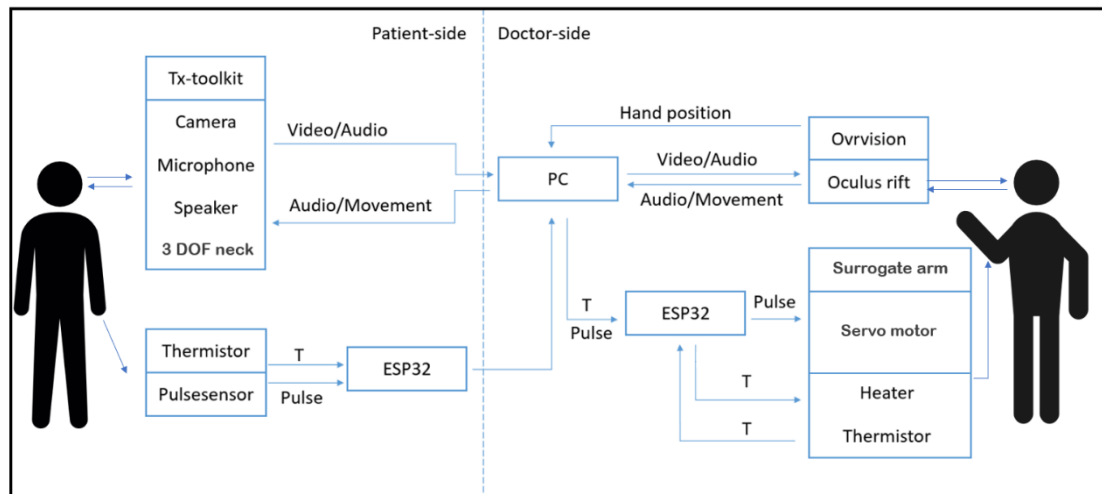 Patient-side
Doctor-side
Tx-toolkit
Camera
Microphone
Speaker
3 DOF neck
Video/Audio
Audio/Movement
Thermistor
Pulsesensor
T
Pulse
ESP32
PC
Hand position
Video/Audio
Audio/Movement
Ovrvision
Oculus rift
T
Pulse
ESP32
Pulse
T
T
Surrogate arm
Servo motor
Heater
Thermistor